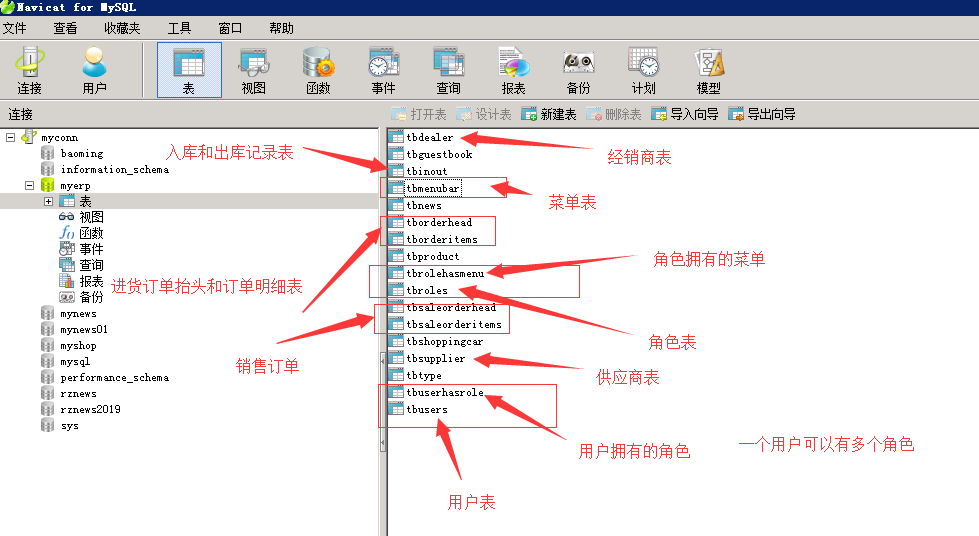 Navicat for MySQL
文件 查看 收藏夹 工具 窗口 帮助
连接 用户 表 视图 函数 事件 查询 报表 备份 计划 模型
连接
打开表 设计表 新建表 删除表 导入向导 导出向导
myconn
baoming
information_schema
myerp
表
视图
函数
事件
查询
报表
备份
mynews
mynews01
myshop
mysql
performance_schema
rznews
rznews2019
sys
入库和出库记录表
进货订单抬头和订单明细表
销售订单
tbdealer
tbguestbook
tbinout
tbmenubar
tbnews
tborderhead
tborderitems
tbproduct
tbrolehasmenu
tbroles
tbsaleorderhead
tbsaleorderitems
tbshoppingcar
tbsupplier
tbtype
tbuserhasrole
tbusers
经销商表
菜单表
角色拥有的菜单
角色表
供应商表
用户拥有的角色
一个用户可以有多个角色
用户表